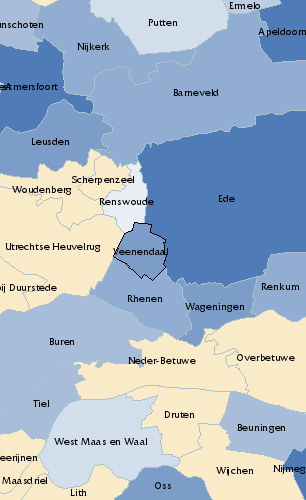 Ermelo
Putten
nschoten
Apeldoorn
Nijkerk
Amersfoort
Barneveld
Leusden
Scherpenzeel
Woudenberg
Renswoude
Ede
Utrechtse Heuvelrug
Veenendaal
ij Duurstede
Renkum
Rhenen
Wageningen
Buren
Neder-Betuwe
Overbetuwe
Tiel
Druten
Beuningen
West Maas en Waal
eerijnen
Wijchen
Nijmeg
Maasdriel
Lith
Oss